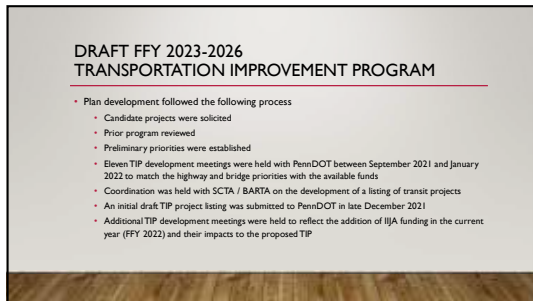 DRAFT FFY 2023-2026
TRANSPORTATION IMPROVEMENT PROGRAM
• Plan development followed the following process
• Candidate projects were solicited
• Prior program reviewed
• Preliminary priorities were established
• Eleven TIP development meetings were held with PennDOT between September 2021 and January
2022 to match the highway and bridge priorities with the available funds
• Coordination was held with SCTA / BARTA on the development of a listing of transit projects
• An initial draft TIP project listing was submitted to PennDOT in late December 2021
• Additional TIP development meetings were held to reflect the addition of IIJA funding in the current
year (FFY 2022) and their impacts to the proposed TIP